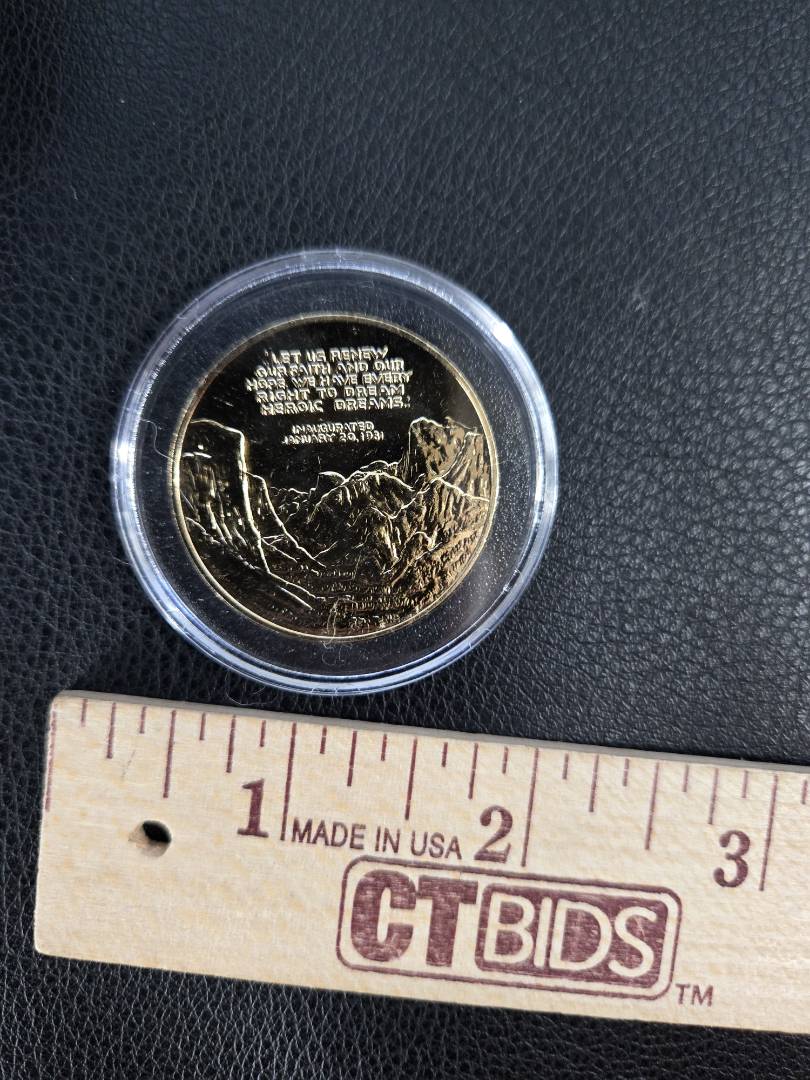 "LET US RENEW
OUR FAITH AND OUR
HOPE. WE HAVE EVERY
RIGHT TO DREAM
HEROIC DREAMS."
INAUGURATED
JANUARY 20, 1981
1
MADE IN USA
2
3
CTBIDS
TM